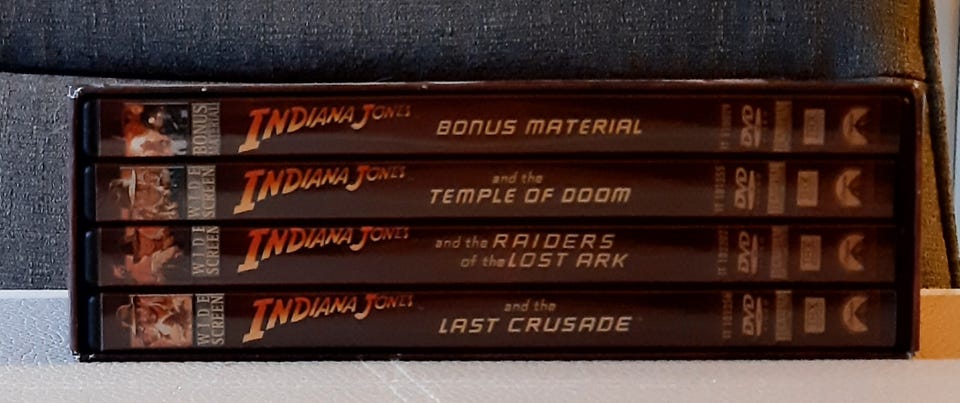 BONUS MATERIAL
INDIANA JONES
BONUS MATERIAL
DVD
WIDE SCREEN
INDIANA JONES
and the
TEMPLE OF DOOM
DVD
WIDE SCREEN
INDIANA JONES
and the RAIDERS
of the LOST ARK
DVD
WIDE SCREEN
INDIANA JONES
and the
LAST CRUSADE
DVD